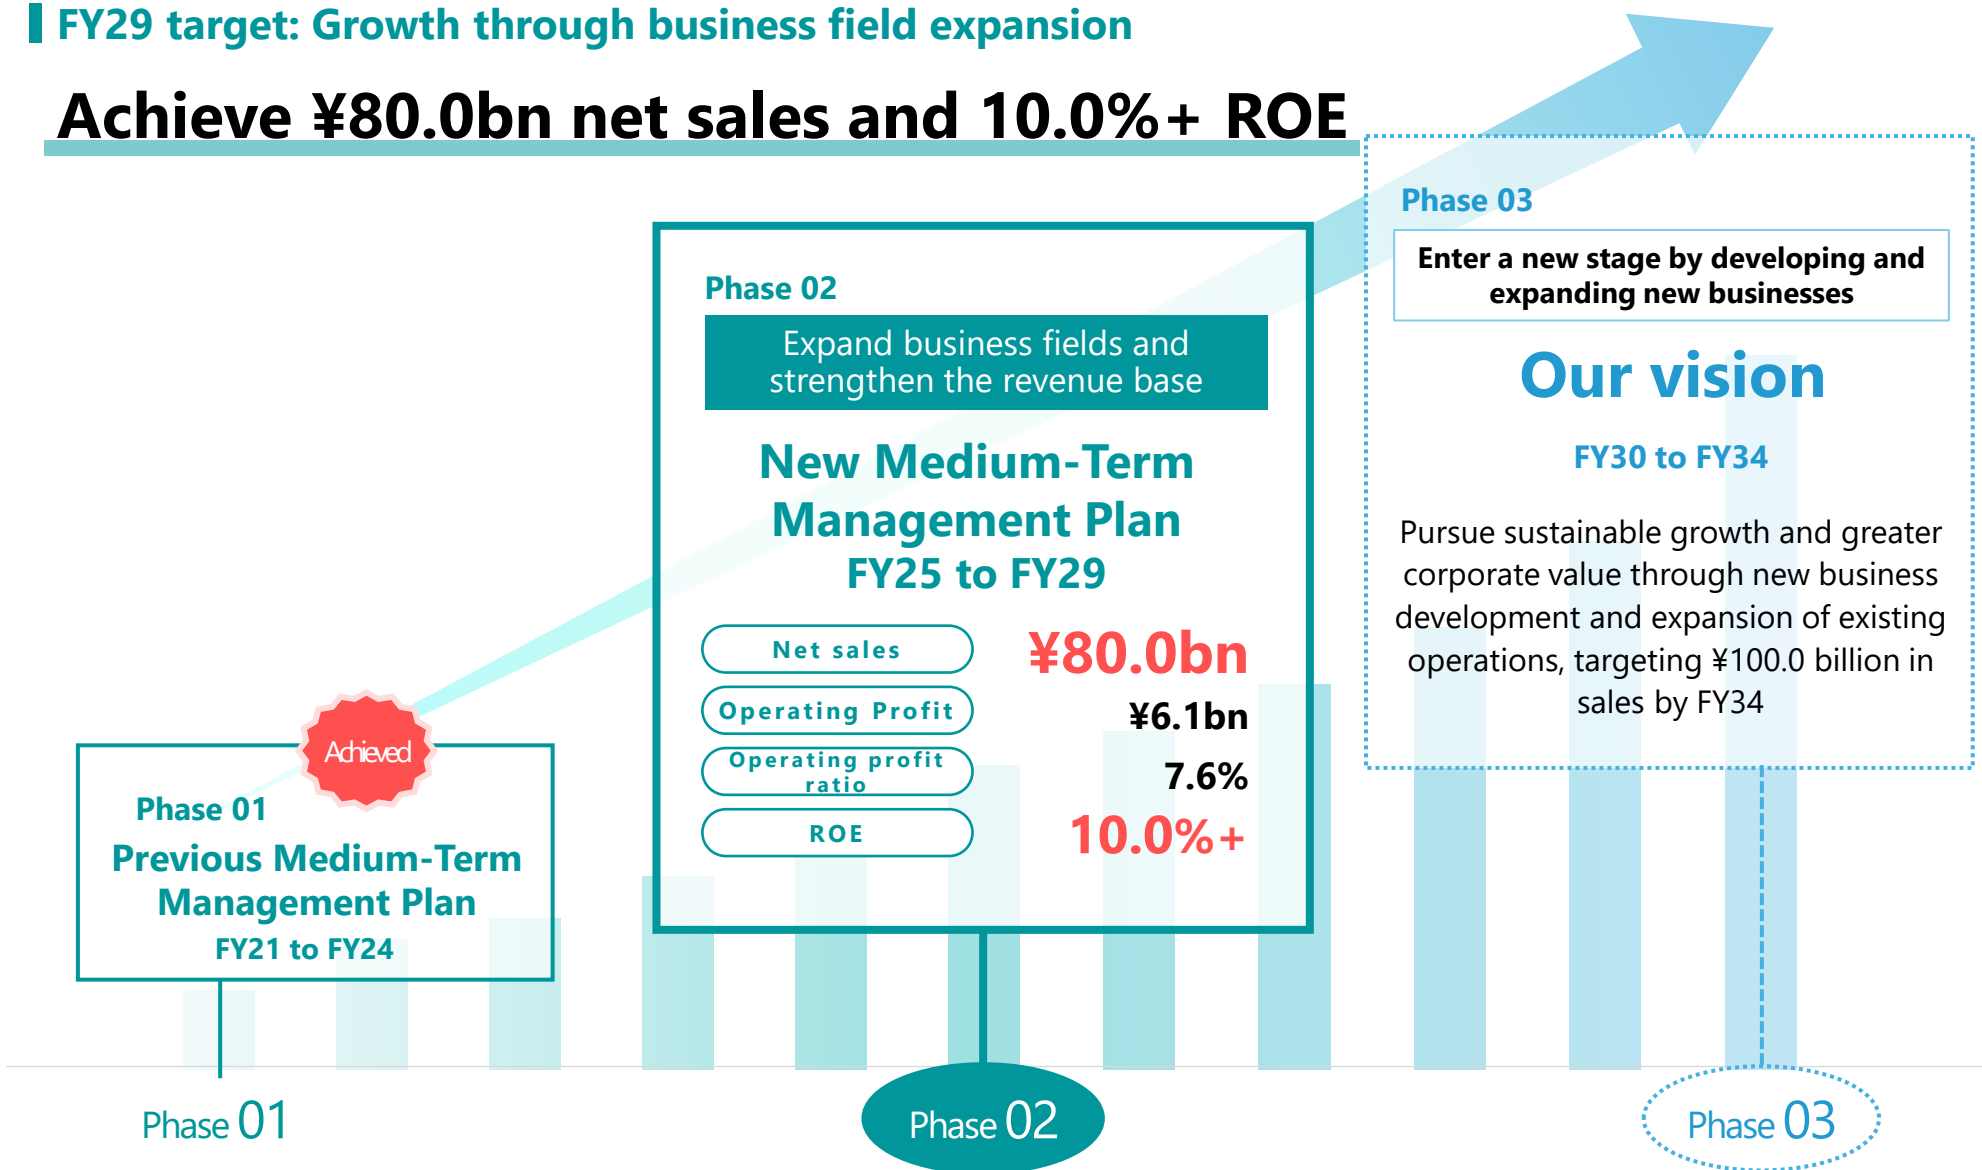 FY29 target: Growth through business field expansion
Achieve ¥80.0bn net sales and 10.0%+ ROE
Achieved
Phase 01
Previous Medium-Term
Management Plan
FY21 to FY24
Phase 02
Expand business fields and
strengthen the revenue base
New Medium-Term
Management Plan
FY25 to FY29
Net sales ¥80.0bn
Operating Profit ¥6.1bn
Operating profit
ratio
7.6%
ROE 10.0%+
Phase 03
Enter a new stage by developing and
expanding new businesses
Our vision
FY30 to FY34
Pursue sustainable growth and greater
corporate value through new business
development and expansion of existing
operations, targeting ¥100.0 billion in
sales by FY34
Phase 01
Phase 02
Phase 03